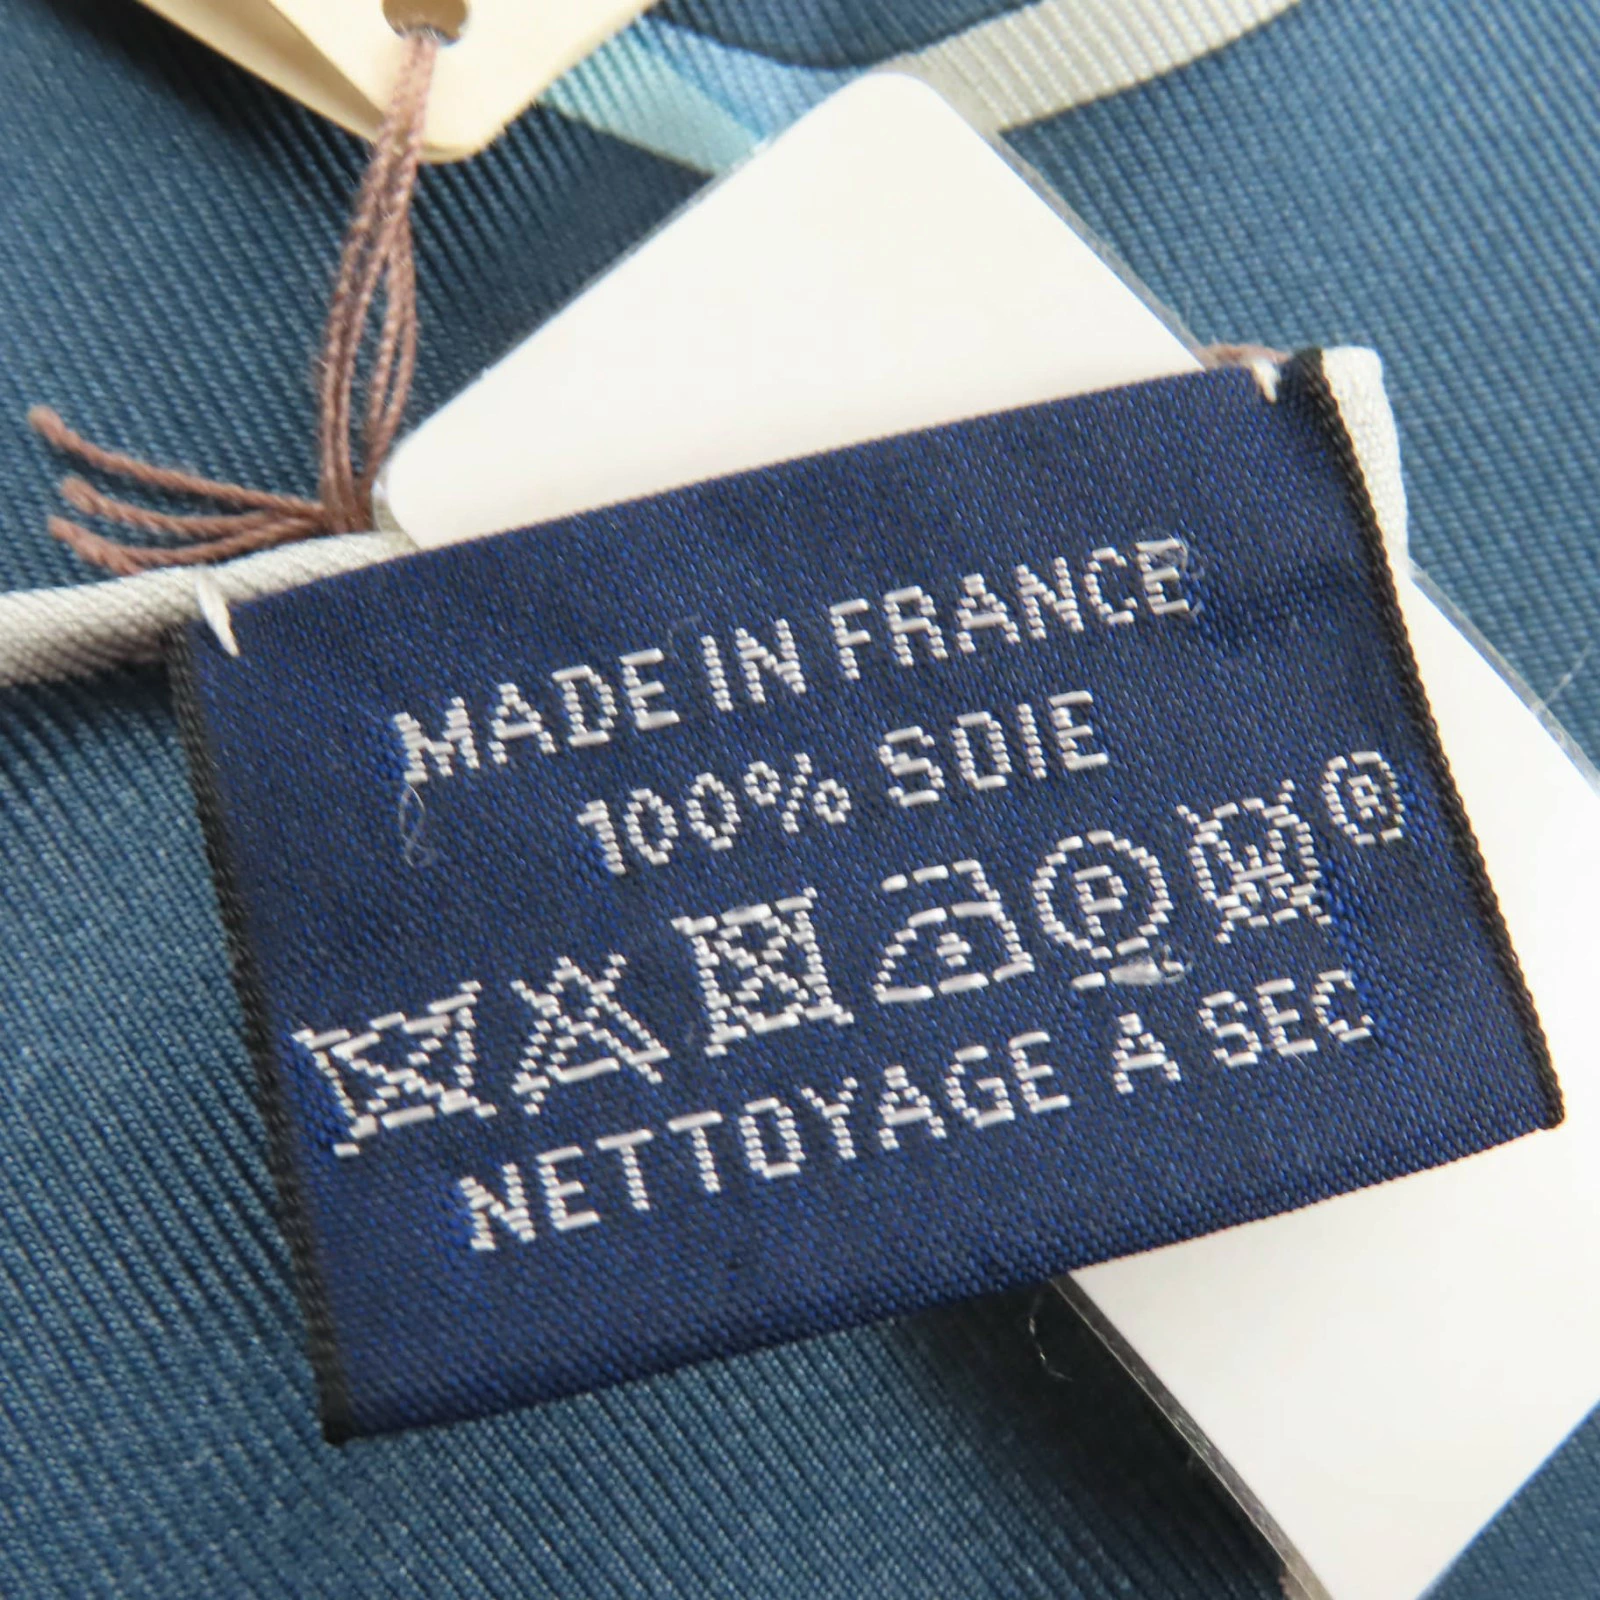 MADE IN FRANCE
100% SOIE
P W ®
NETTOYAGE A SEC